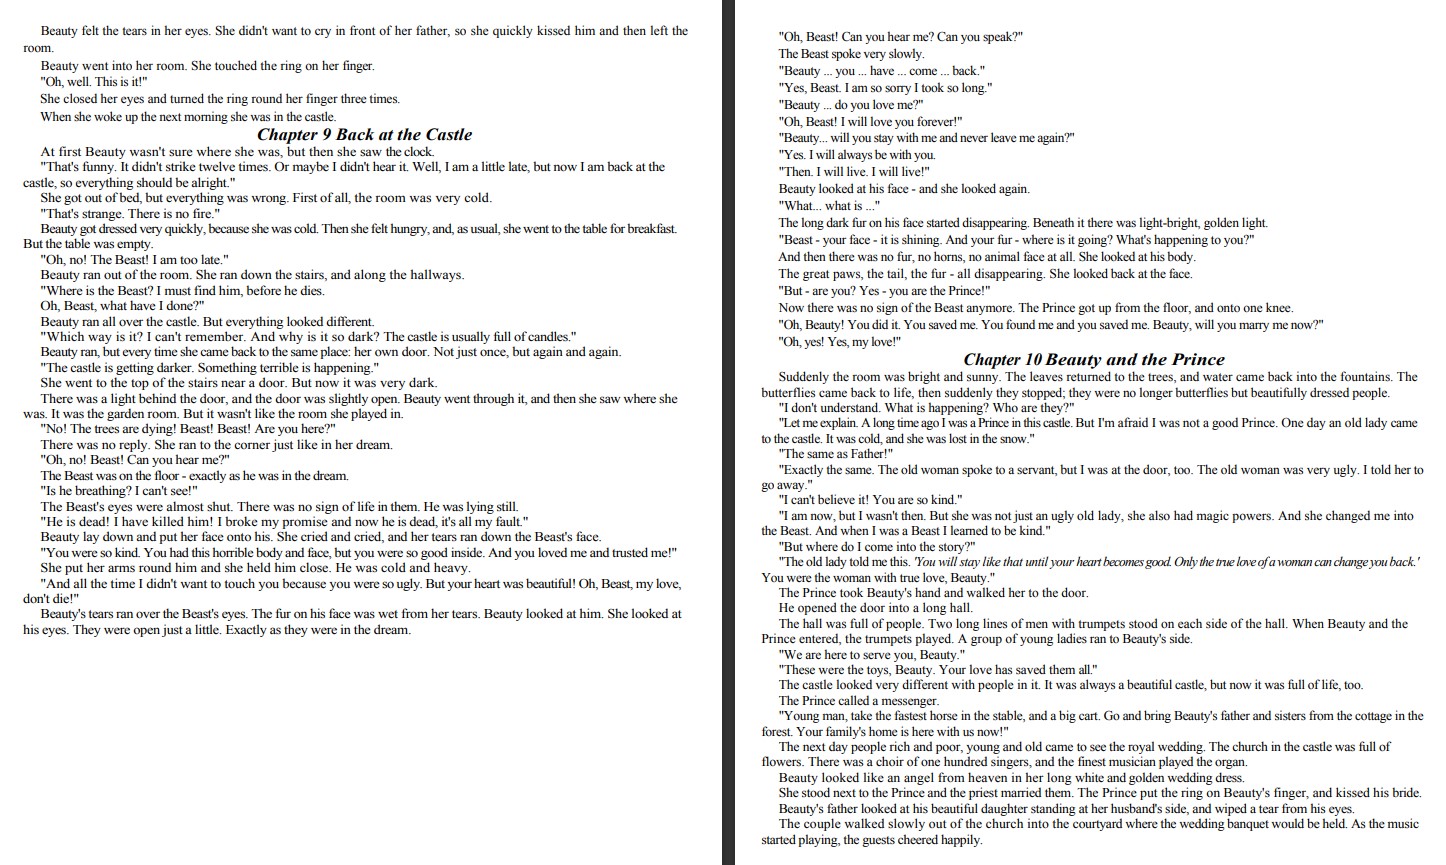 Beauty felt the tears in her eyes. She didn't want to cry in front of her father, so she quickly kissed him and then left the
room.
Beauty went into her room. She touched the ring on her finger.
"Oh, well. This is it!"
She closed her eyes and turned the ring round her finger three times.
When she woke up the next morning she was in the castle.
Chapter 9 Back at the Castle
At first Beauty wasn't sure where she was, but then she saw the clock.
"That's funny. It didn't strike twelve times. Or maybe I didn't hear it. Well, I am a little late, but now I am back at the
castle, so everything should be alright."
She got out of bed, but everything was wrong. First of all, the room was very cold.
"That's strange. There is no fire."
Beauty got dressed very quickly, because she was cold. Then she felt hungry, and, as usual, she went to the table for breakfast.
But the table was empty.
"Oh, no! The Beast! I am too late."
Beauty ran out of the room. She ran down the stairs, and along the hallways.
"Where is the Beast? I must find him, before he dies.
Oh, Beast, what have I done?"
Beauty ran all over the castle. But everything looked different.
"Which way is it? I can't remember. And why is it so dark? The castle is usually full of candles."
Beauty ran, but every time she came back to the same place: her own door. Not just once, but again and again.
"The castle is getting darker. Something terrible is happening."
She went to the top of the stairs near a door. But now it was very dark.
There was a light behind the door, and the door was slightly open. Beauty went through it, and then she saw where she
was. It was the garden room. But it wasn't like the room she played in.
"No! The trees are dying! Beast! Beast! Are you here?"
There was no reply. She ran to the corner just like in her dream.
"Oh, no! Beast! Can you hear me?"
The Beast was on the floor - exactly as he was in the dream.
"Is he breathing? I can't see!"
The Beast's eyes were almost shut. There was no sign of life in them. He was lying still.
"He is dead! I have killed him! I broke my promise and now he is dead, it's all my fault."
Beauty lay down and put her face onto his. She cried and cried, and her tears ran down the Beast's face.
"You were so kind. You had this horrible body and face, but you were so good inside. And you loved me and trusted me!"
She put her arms round him and she held him close. He was cold and heavy.
"And all the time I didn't want to touch you because you were so ugly. But your heart was beautiful! Oh, Beast, my love,
don't die!"
Beauty's tears ran over the Beast's eyes. The fur on his face was wet from her tears. Beauty looked at him. She looked at
his eyes. They were open just a little. Exactly as they were in the dream.
"Oh, Beast! Can you hear me? Can you speak?"
The Beast spoke very slowly.
"Beauty ... you ... have ... come ... back."
"Yes, Beast. I am so sorry I took so long."
"Beauty ... do you love me?"
"Oh, Beast! I will love you forever!"
"Beauty... will you stay with me and never leave me again?"
"Yes. I will always be with you.
"Then. I will live. I will live!"
Beauty looked at his face - and she looked again.
"What... what is ..."
The long dark fur on his face started disappearing. Beneath it there was light-bright, golden light.
"Beast - your face - it is shining. And your fur - where is it going? What's happening to you?"
And then there was no fur, no horns, no animal face at all. She looked at his body.
The great paws, the tail, the fur - all disappearing. She looked back at the face.
"But - are you? Yes - you are the Prince!"
Now there was no sign of the Beast anymore. The Prince got up from the floor, and onto one knee.
"Oh, Beauty! You did it. You saved me. You found me and you saved me. Beauty, will you marry me now?"
"Oh, yes! Yes, my love!"
Chapter 10 Beauty and the Prince
Suddenly the room was bright and sunny. The leaves returned to the trees, and water came back into the fountains. The
butterflies came back to life, then suddenly they stopped; they were no longer butterflies but beautifully dressed people.
"I don't understand. What is happening? Who are they?"
"Let me explain. A long time ago I was a Prince in this castle. But I'm afraid I was not a good Prince. One day an old lady came
to the castle. It was cold, and she was lost in the snow."
"The same as Father!"
"Exactly the same. The old woman spoke to a servant, but I was at the door, too. The old woman was very ugly. I told her to
go away."
"I can't believe it! You are so kind."
"I am now, but I wasn't then. But she was not just an ugly old lady, she also had magic powers. And she changed me into
the Beast. And when I was a Beast I learned to be kind."
"But where do I come into the story?"
"The old lady told me this. 'You will stay like that until your heart becomes good. Only the true love of a woman can change you back.'
You were the woman with true love, Beauty."
The Prince took Beauty's hand and walked her to the door.
He opened the door into a long hall.
The hall was full of people. Two long lines of men with trumpets stood on each side of the hall. When Beauty and the
Prince entered, the trumpets played. A group of young ladies ran to Beauty's side.
"We are here to serve you, Beauty."
"These were the toys, Beauty. Your love has saved them all."
The castle looked very different with people in it. It was always a beautiful castle, but now it was full of life, too.
The Prince called a messenger.
"Young man, take the fastest horse in the stable, and a big cart. Go and bring Beauty's father and sisters from the cottage in the
forest. Your family's home is here with us now!"
The next day people rich and poor, young and old came to see the royal wedding. The church in the castle was full of
flowers. There was a choir of one hundred singers, and the finest musician played the organ.
Beauty looked like an angel from heaven in her long white and golden wedding dress.
She stood next to the Prince and the priest married them. The Prince put the ring on Beauty's finger, and kissed his bride.
Beauty's father looked at his beautiful daughter standing at her husband's side, and wiped a tear from his eyes.
The couple walked slowly out of the church into the courtyard where the wedding banquet would be held. As the music
started playing, the guests cheered happily.